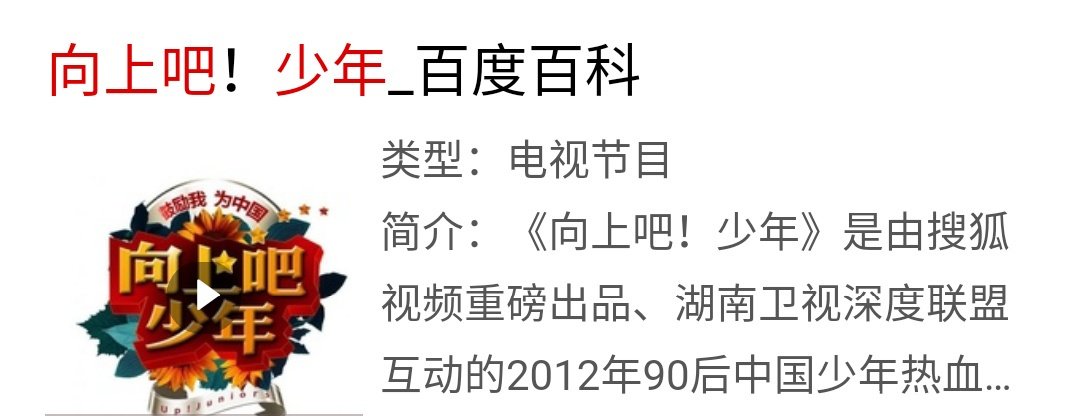 向上吧！少年_百度百科
类型：电视节目
简介：《向上吧！少年》是由搜狐
视频重磅出品、湖南卫视深度联盟
互动的2012年90后中国少年热血...
鼓励我 为中国
向上吧
少年
Up!juniors